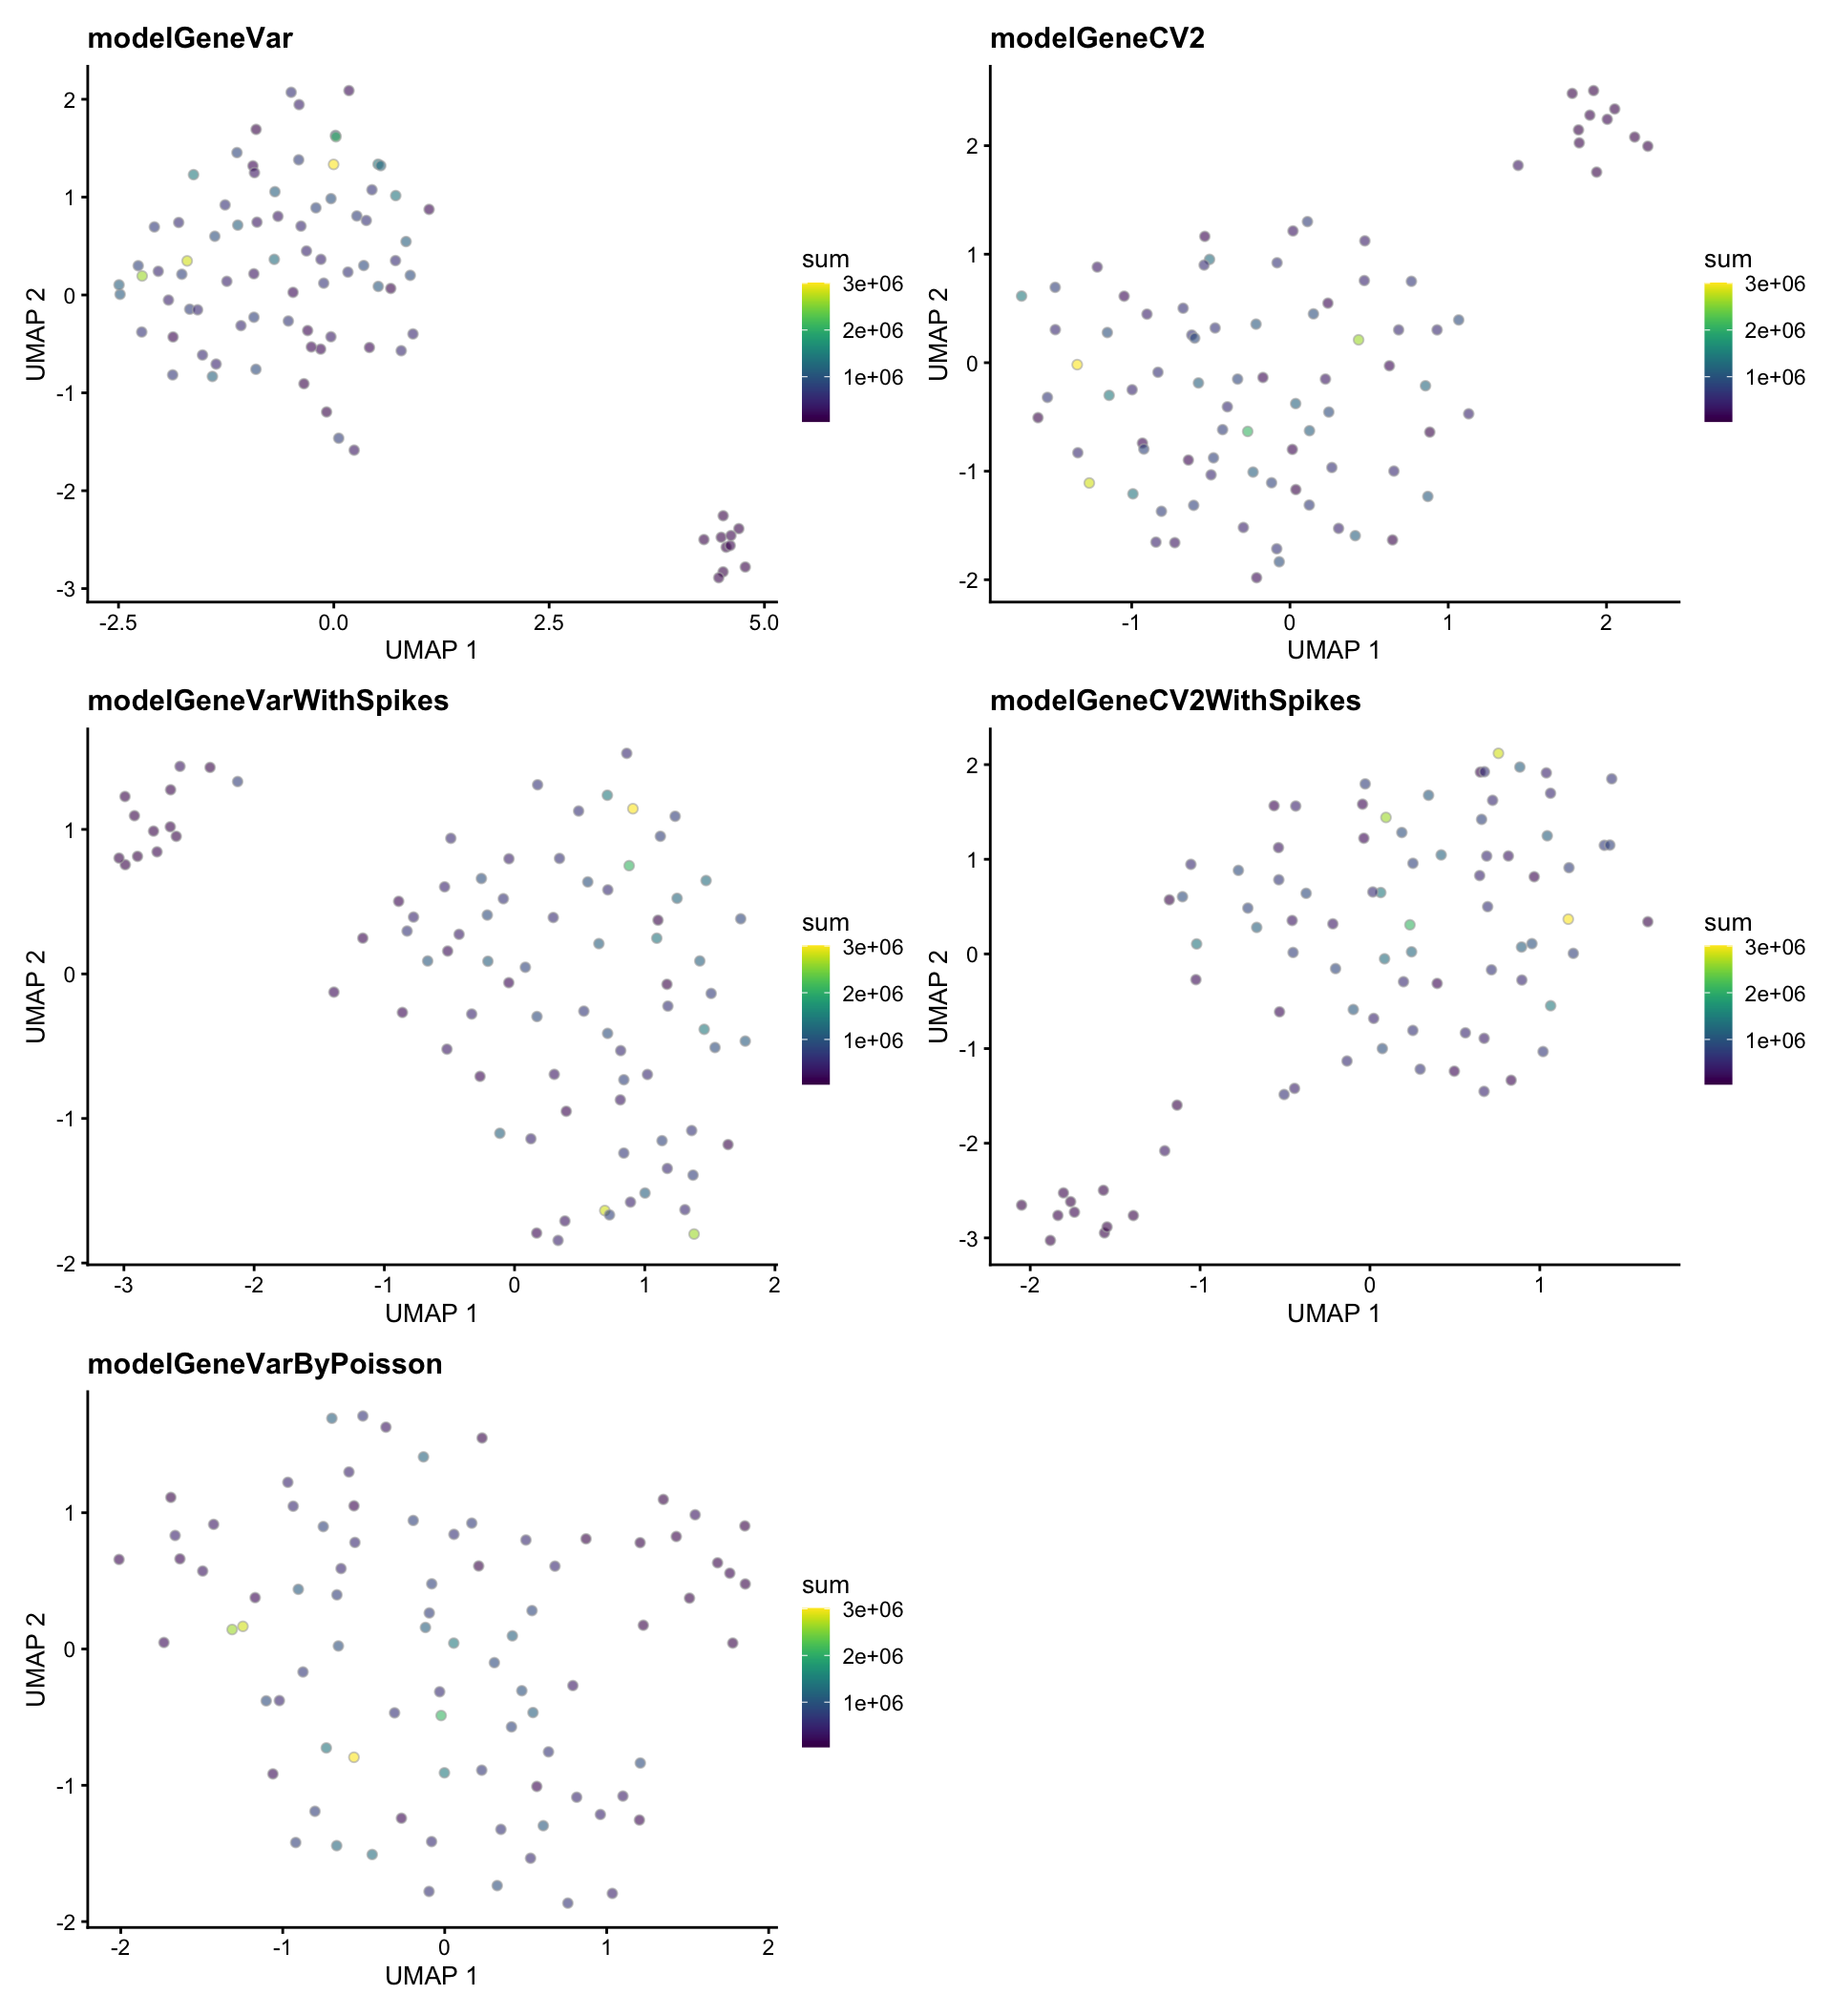 modelGeneVar
UMAP 2
2
1
0
-1
-2
-3
-2.5 0.0 2.5 5.0
UMAP 1
sum
3e+06
2e+06
1e+06
modelGeneCV2
UMAP 2
2
1
0
-1
-2
-1 0 1 2
UMAP 1
sum
3e+06
2e+06
1e+06
modelGeneVarWithSpikes
UMAP 2
1
0
-1
-2
-3 -2 -1 0 1 2
UMAP 1
sum
3e+06
2e+06
1e+06
modelGeneCV2WithSpikes
UMAP 2
2
1
0
-1
-2
-3
-2 -1 0 1
UMAP 1
sum
3e+06
2e+06
1e+06
modelGeneVarByPoisson
UMAP 2
1
0
-1
-2
-2 -1 0 1 2
UMAP 1
sum
3e+06
2e+06
1e+06